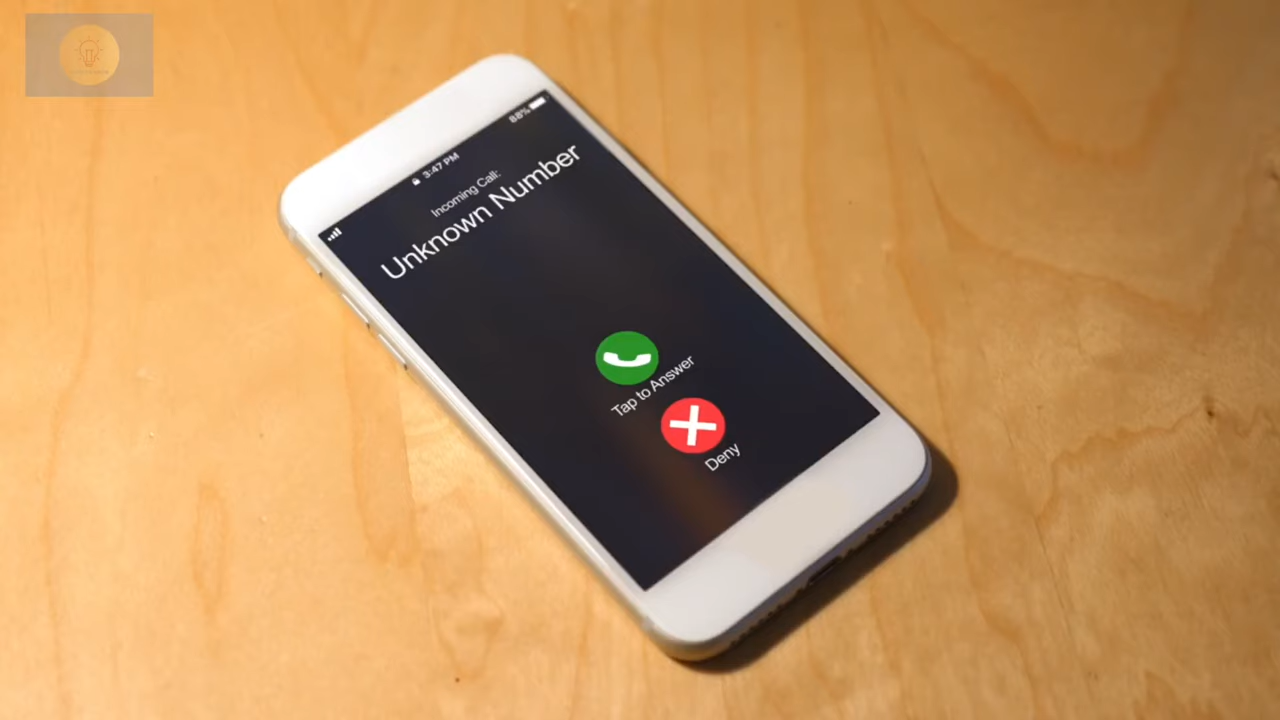 88%
3:47 PM
Incoming Call:
Unknown Number
Tap to Answer
Deny